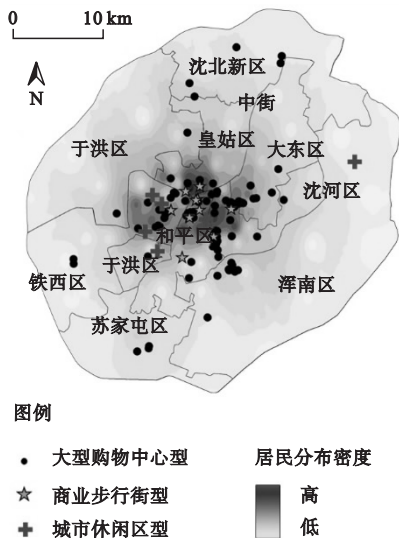 0 10 km
N
沈北新区
中街
皇姑区
于洪区
大东区
沈河区
和平区
于洪区
铁西区
浑南区
苏家屯区
图例
大型购物中心型 居民分布密度
商业步行街型 高
城市休闲区型 低